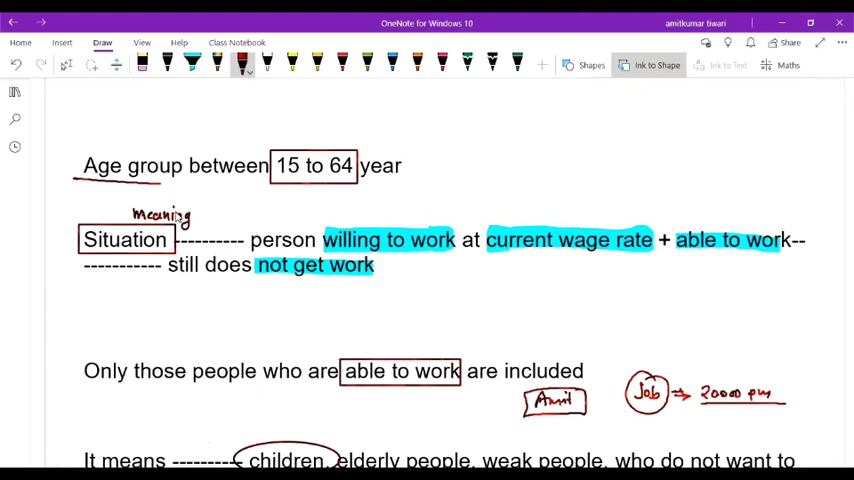 OneNote for Windows 10
amitkumar tiwari
Home Insert Draw View Help Class Notebook Share
Shapes Ink to Shape Ink to Text Maths
Age group between 15 to 64 year
meaning
Situation ---------- person willing to work at current wage rate + able to work--
------------ still does not get work
Only those people who are able to work are included
Amit Job ⇒ 20000 pm
It means ---------- children, elderly people, weak people, who do not want to